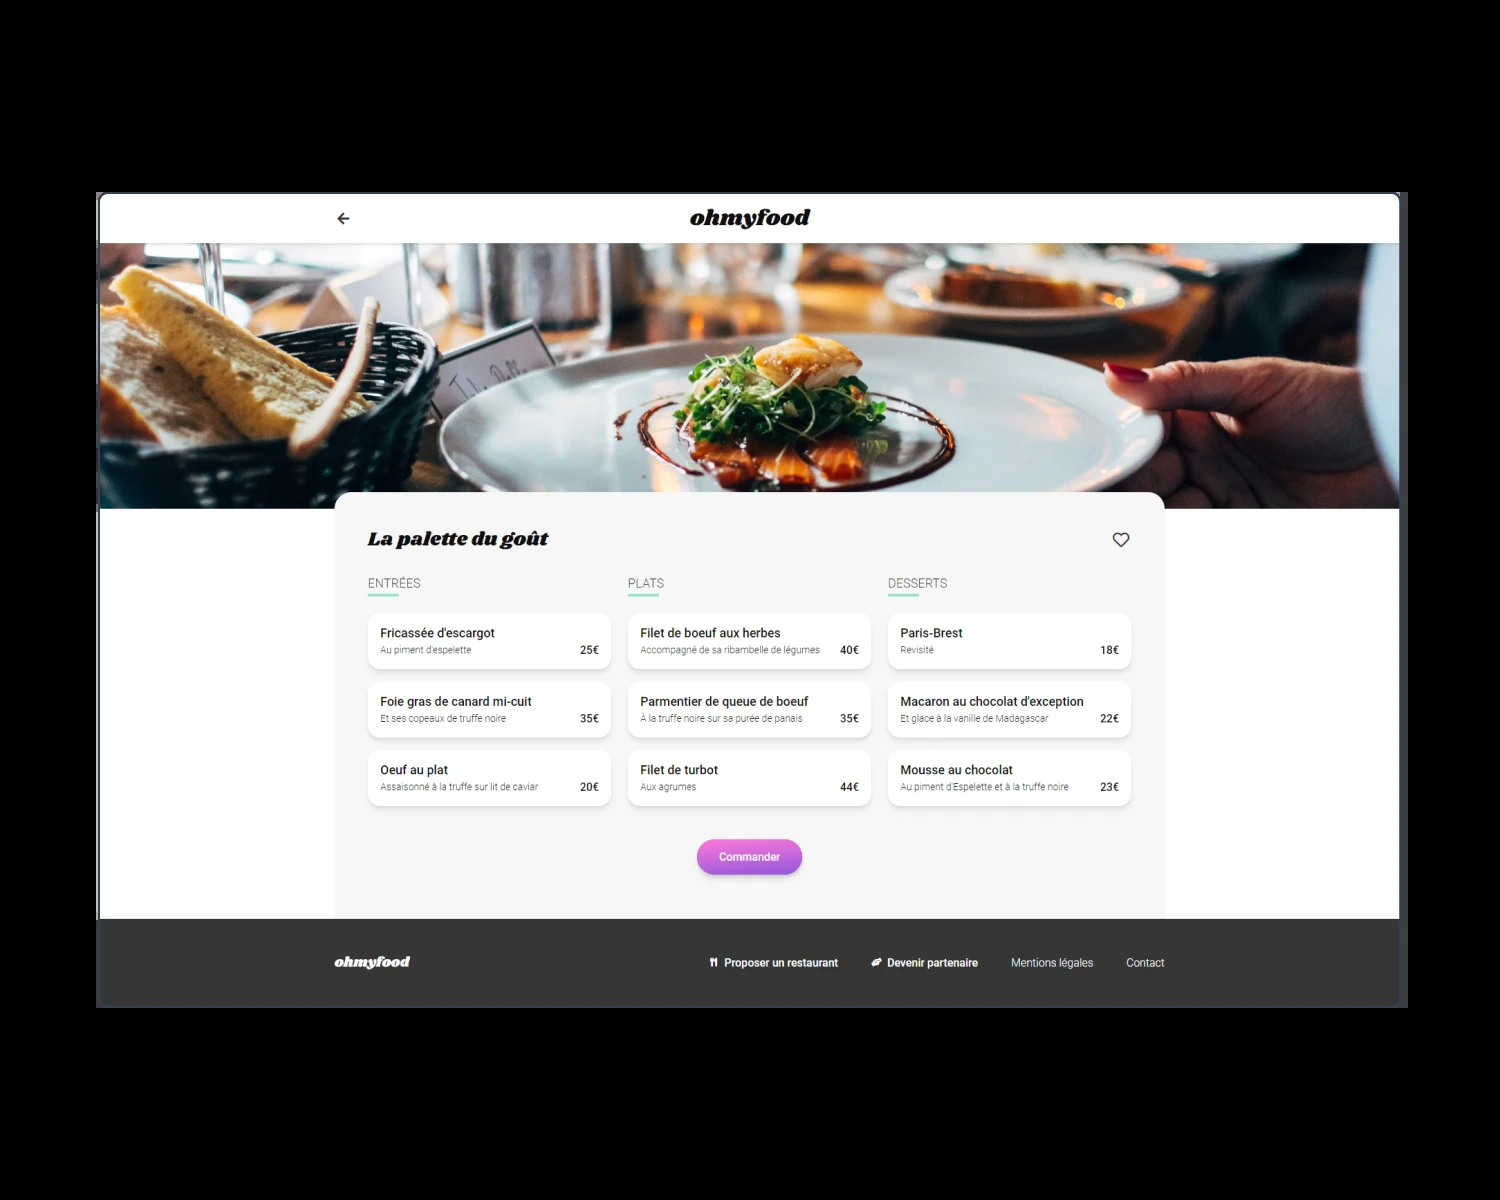 ohmyfood
La palette du goût
ENTRÉES
Fricassée d'escargot
Au piment d'espelette
25€
Foie gras de canard mi-cuit
Et ses copeaux de truffe noire
35€
Oeuf au plat
Assaisonné à la truffe sur lit de caviar
20€
PLATS
Filet de boeuf aux herbes
Accompagné de sa ribambelle de légumes
40€
Parmentier de queue de boeuf
À la truffe noire sur sa purée de panais
35€
Filet de turbot
Aux agrumes
44€
DESSERTS
Paris-Brest
Revisité
18€
Macaron au chocolat d'exception
Et glace à la vanille de Madagascar
22€
Mousse au chocolat
Au piment d'Espelette et à la truffe noire
23€
Commander
ohmyfood
Proposer un restaurant
Devenir partenaire
Mentions légales
Contact